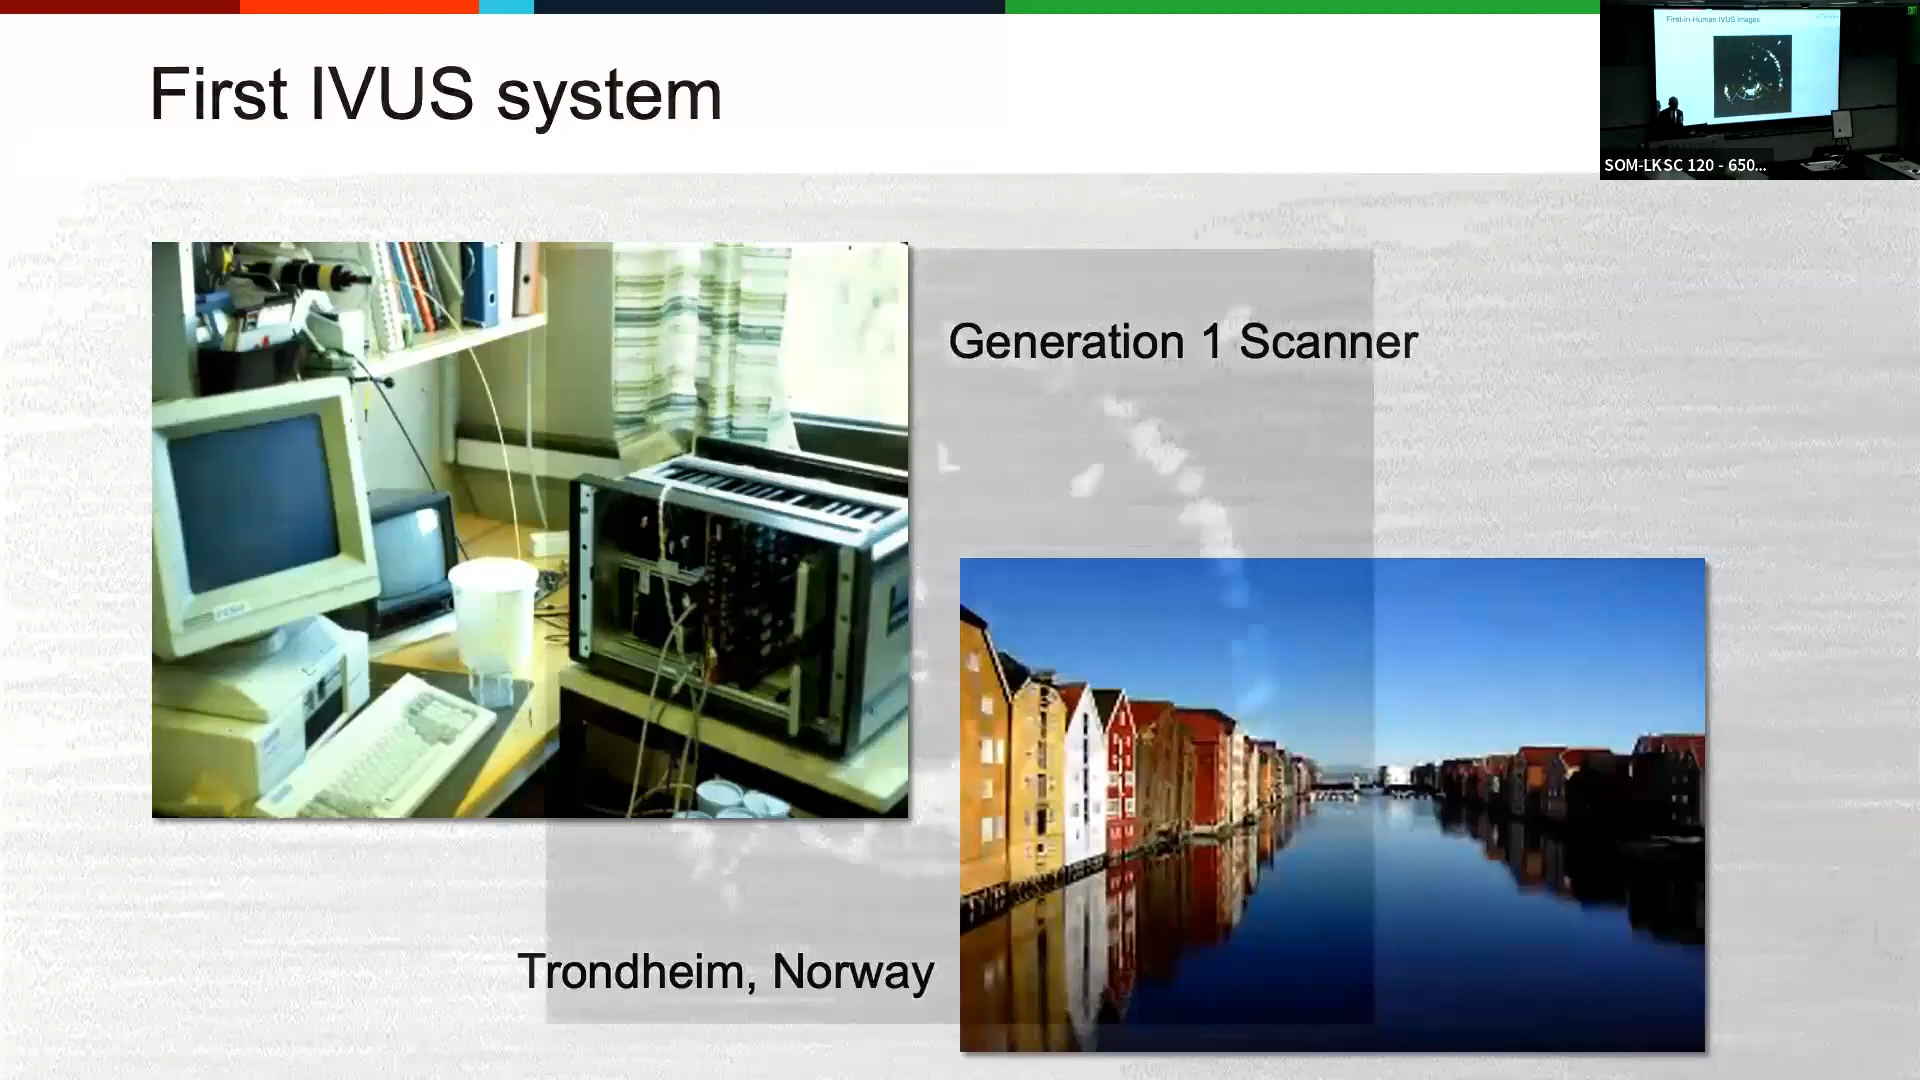 First IVUS system
First-in-Human IVUS Images
SOM-LKSC 120 - 650...
Generation 1 Scanner
Trondheim, Norway